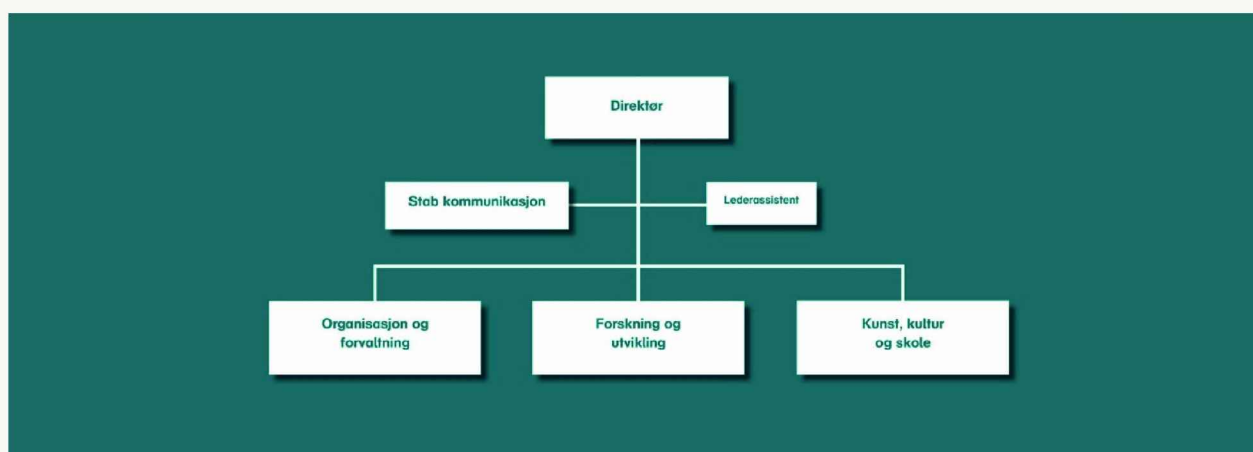 Direktør
Stab kommunikasjon
Lederassistent
Organisasjon og
forvaltning
Forskning og
utvikling
Kunst, kultur
og skole